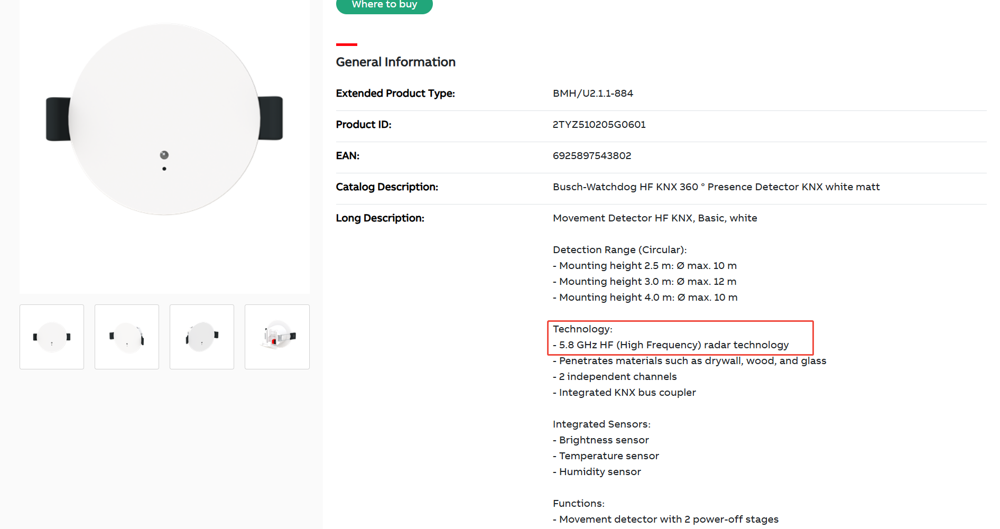 Where to buy
General Information
Extended Product Type: BMH/U2.1.1-884
Product ID: 2TYZ510205G0601
EAN: 6925897543802
Catalog Description: Busch-Watchdog HF KNX 360 ° Presence Detector KNX white matt
Long Description: Movement Detector HF KNX, Basic, white
Detection Range (Circular):
- Mounting height 2.5 m: Ø max. 10 m
- Mounting height 3.0 m: Ø max. 12 m
- Mounting height 4.0 m: Ø max. 10 m
Technology:
- 5.8 GHz HF (High Frequency) radar technology
- Penetrates materials such as drywall, wood, and glass
- 2 independent channels
- Integrated KNX bus coupler
Integrated Sensors:
- Brightness sensor
- Temperature sensor
- Humidity sensor
Functions:
- Movement detector with 2 power-off stages